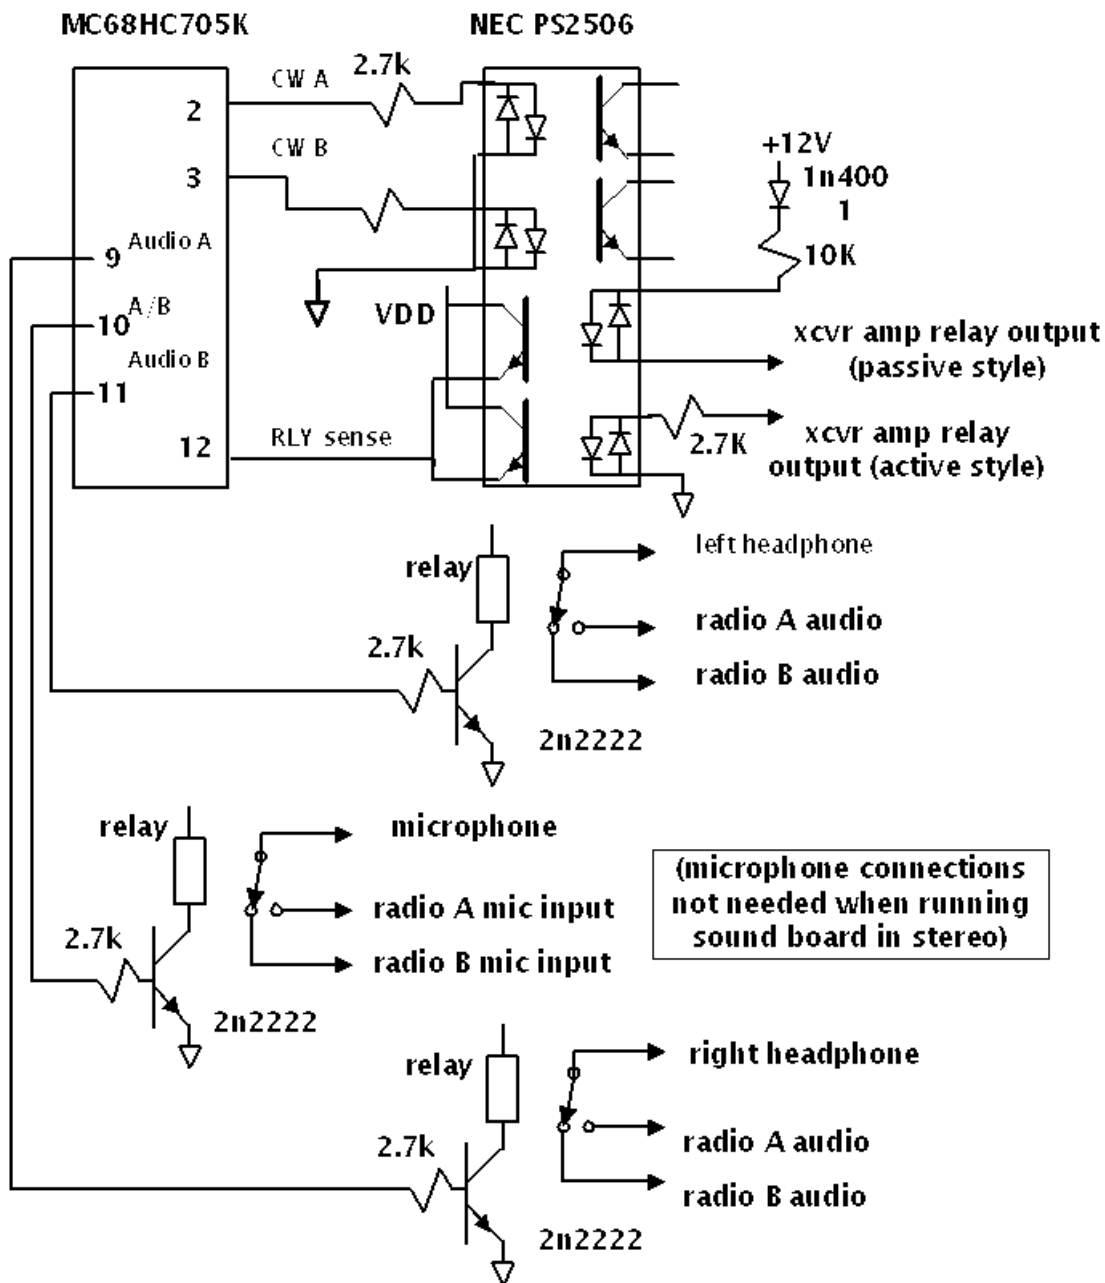 MC68HC705K
NEC PS2506
CW A
2.7k
2
CW B
3
+12V
1n400
1
10K
Audio A
9
A/B
10
VDD
Audio B
11
xcvr amp relay output
(passive style)
12
RLY sense
2.7K
xcvr amp relay
output (active style)
relay
left headphone
radio A audio
2.7k
radio B audio
2n2222
relay
microphone
radio A mic input
2.7k
radio B mic input
2n2222
(microphone connections
not needed when running
sound board in stereo)
relay
right headphone
2.7k
radio A audio
radio B audio
2n2222